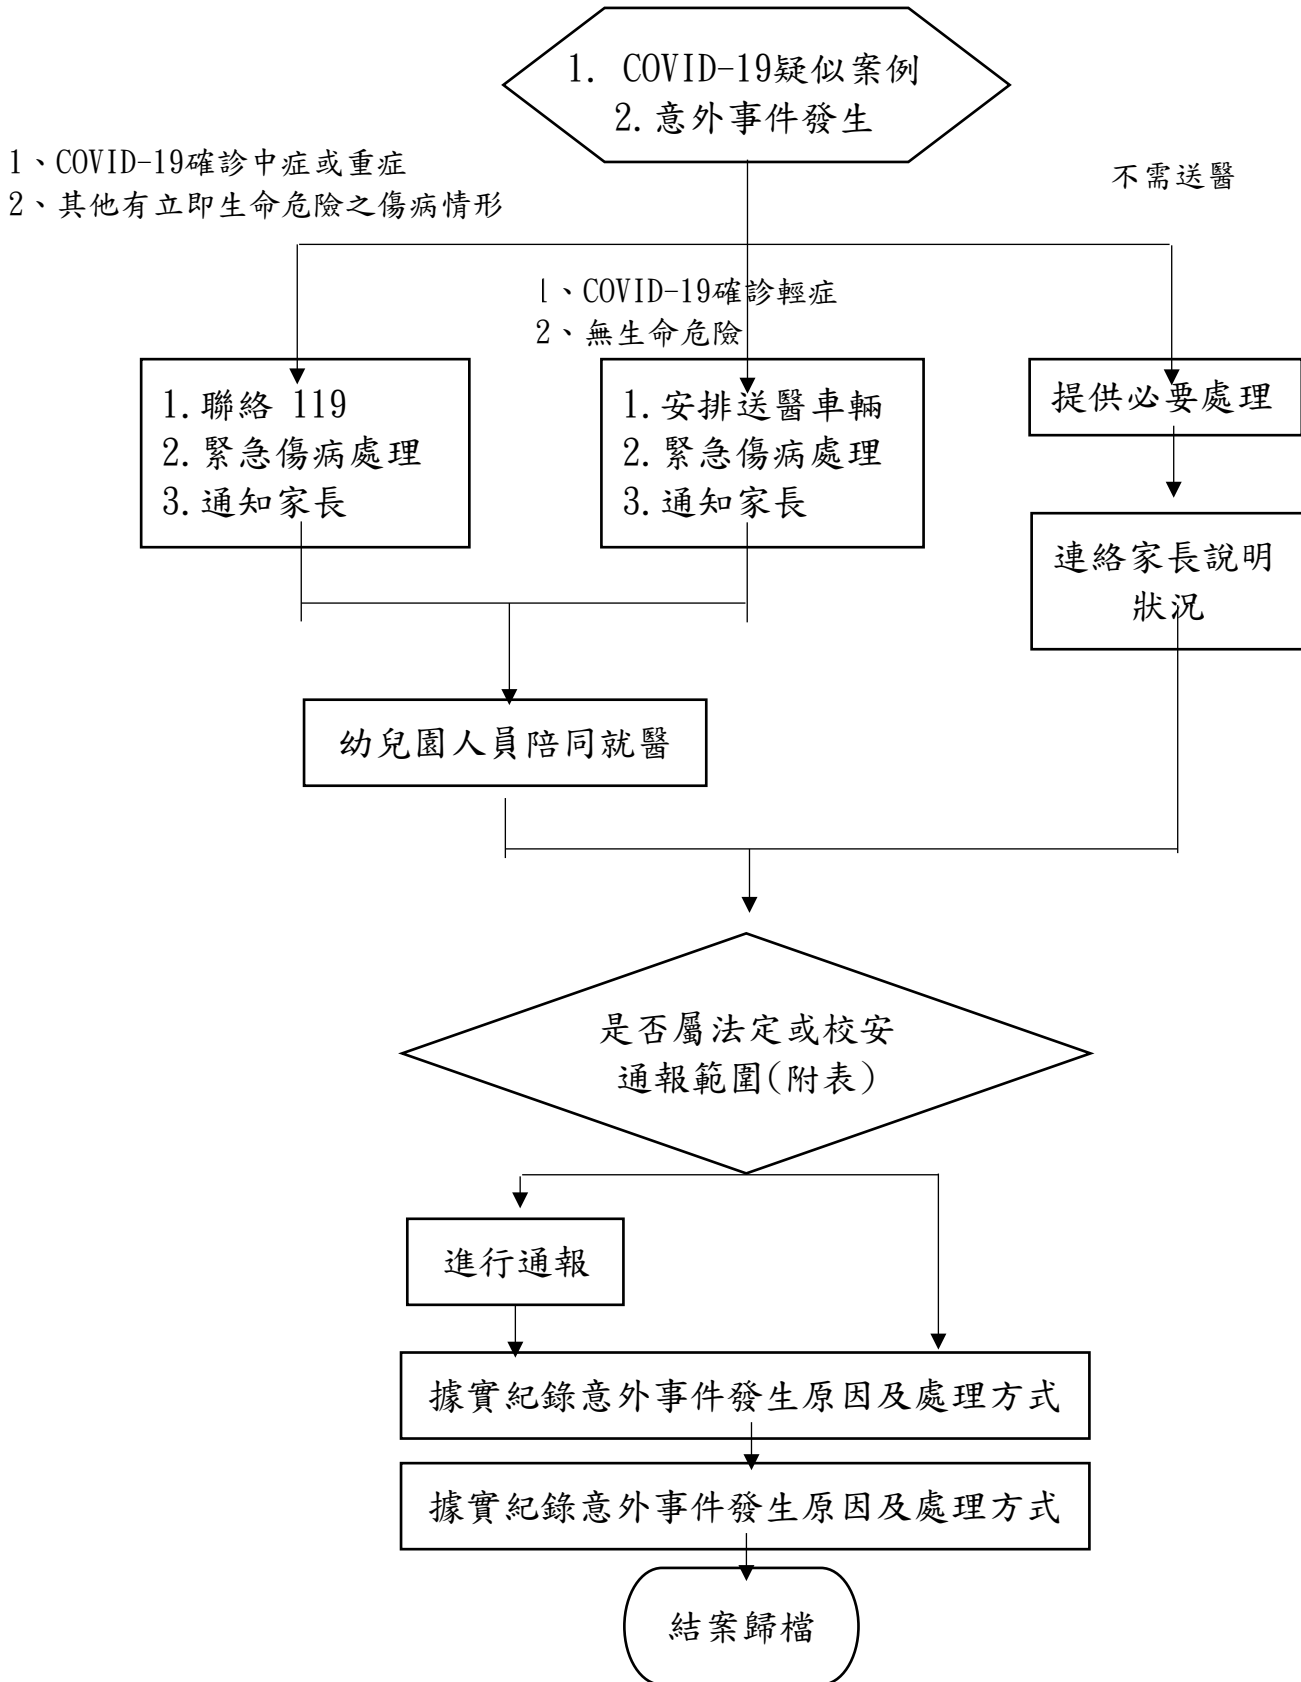 1. COVID-19疑似案例
2.意外事件發生
1、COVID-19確診中症或重症
2、其他有立即生命危險之傷病情形
不需送醫
1、COVID-19確診輕症
2、無生命危險
1.聯絡 119
2.緊急傷病處理
3.通知家長
1.安排送醫車輛
2.緊急傷病處理
3.通知家長
提供必要處理
連絡家長說明
狀況
幼兒園人員陪同就醫
是否屬法定或校安
通報範圍(附表)
進行通報
據實紀錄意外事件發生原因及處理方式
據實紀錄意外事件發生原因及處理方式
結案歸檔